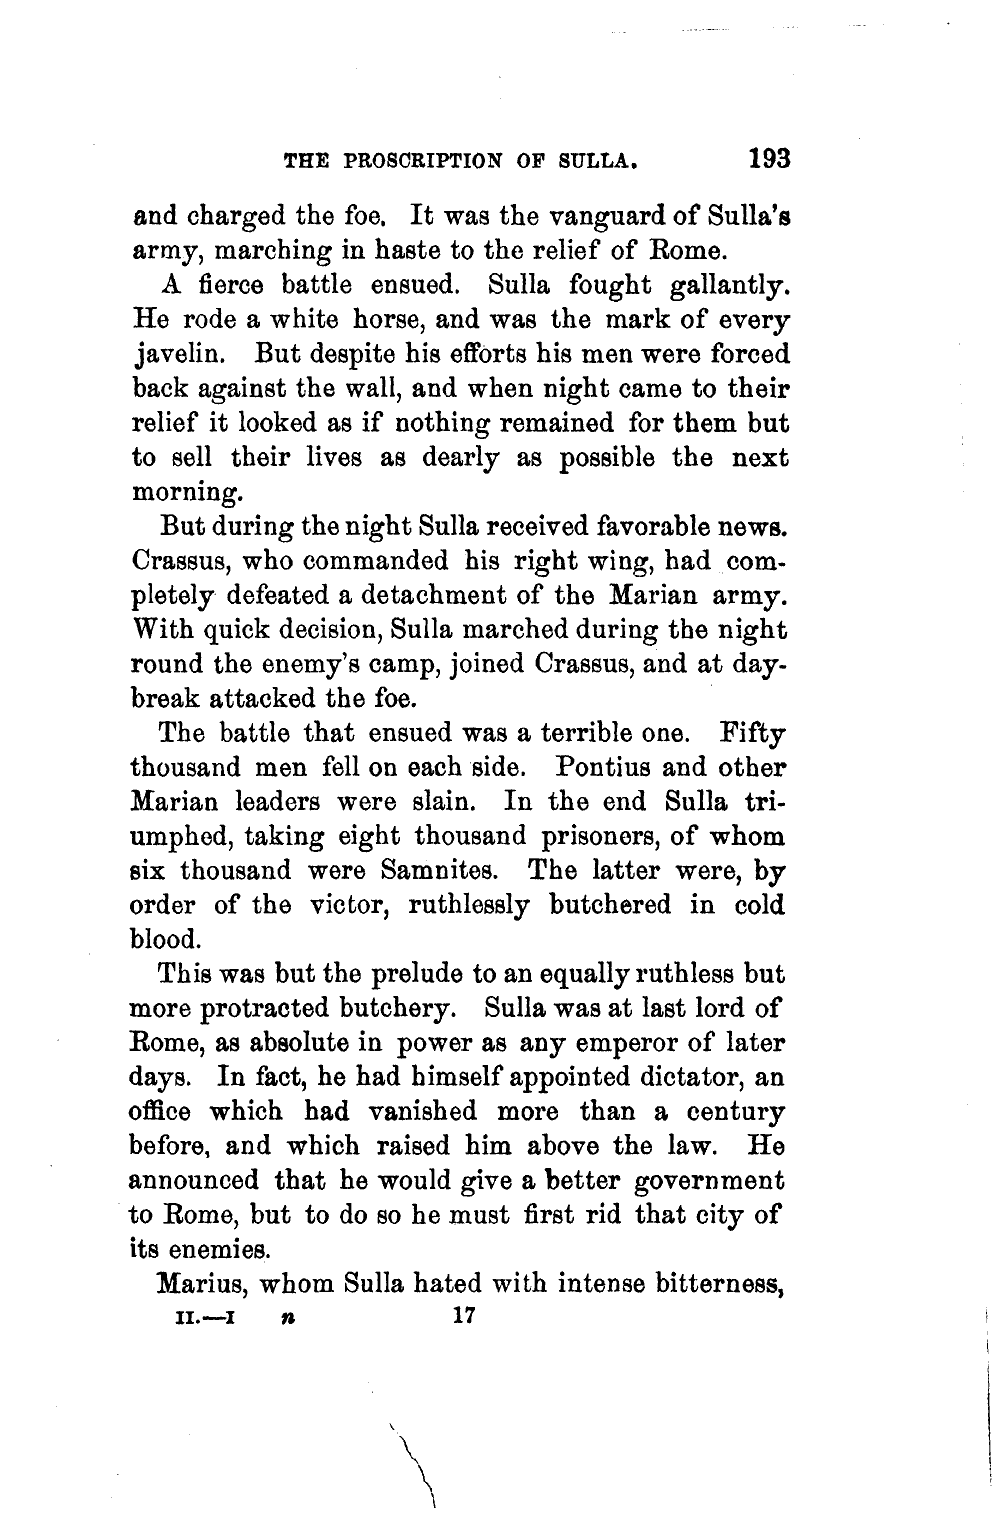 THE PROSCRIPTION OF SULLA. 193
and charged the foe. It was the vanguard of Sulla's
army, marching in haste to the relief of Rome.
A fierce battle ensued. Sulla fought gallantly.
He rode a white horse, and was the mark of every
javelin. But despite his efforts his men were forced
back against the wall, and when night came to their
relief it looked as if nothing remained for them but
to sell their lives as dearly as possible the next
morning.
But during the night Sulla received favorable news.
Crassus, who commanded his right wing, had com-
pletely defeated a detachment of the Marian army.
With quick decision, Sulla marched during the night
round the enemy's camp, joined Crassus, and at day-
break attacked the foe.
The battle that ensued was a terrible one. Fifty
thousand men fell on each side. Pontius and other
Marian leaders were slain. In the end Sulla tri-
umphed, taking eight thousand prisoners, of whom
six thousand were Samnites. The latter were, by
order of the victor, ruthlessly butchered in cold
blood.
This was but the prelude to an equally ruthless but
more protracted butchery. Sulla was at last lord of
Rome, as absolute in power as any emperor of later
days. In fact, he had himself appointed dictator, an
office which had vanished more than a century
before, and which raised him above the law. He
announced that he would give a better government
to Rome, but to do so he must first rid that city of
its enemies.
Marius, whom Sulla hated with intense bitterness,
II.—I n 17